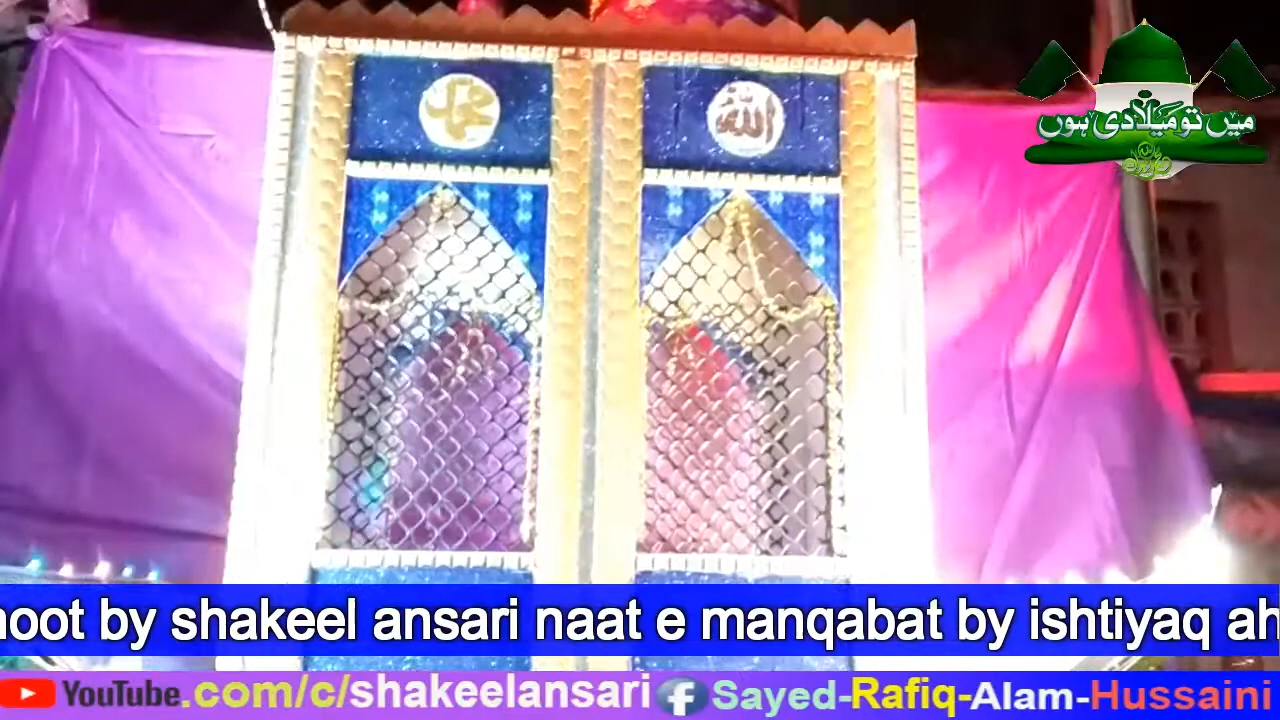 محمد
الله
میں تو میلادی ہوں
hoot by shakeel ansari naat e manqabat by ishtiyaq ah
YouTube.com/c/shakeelansari f Sayed-Rafiq-Alam-Hussaini